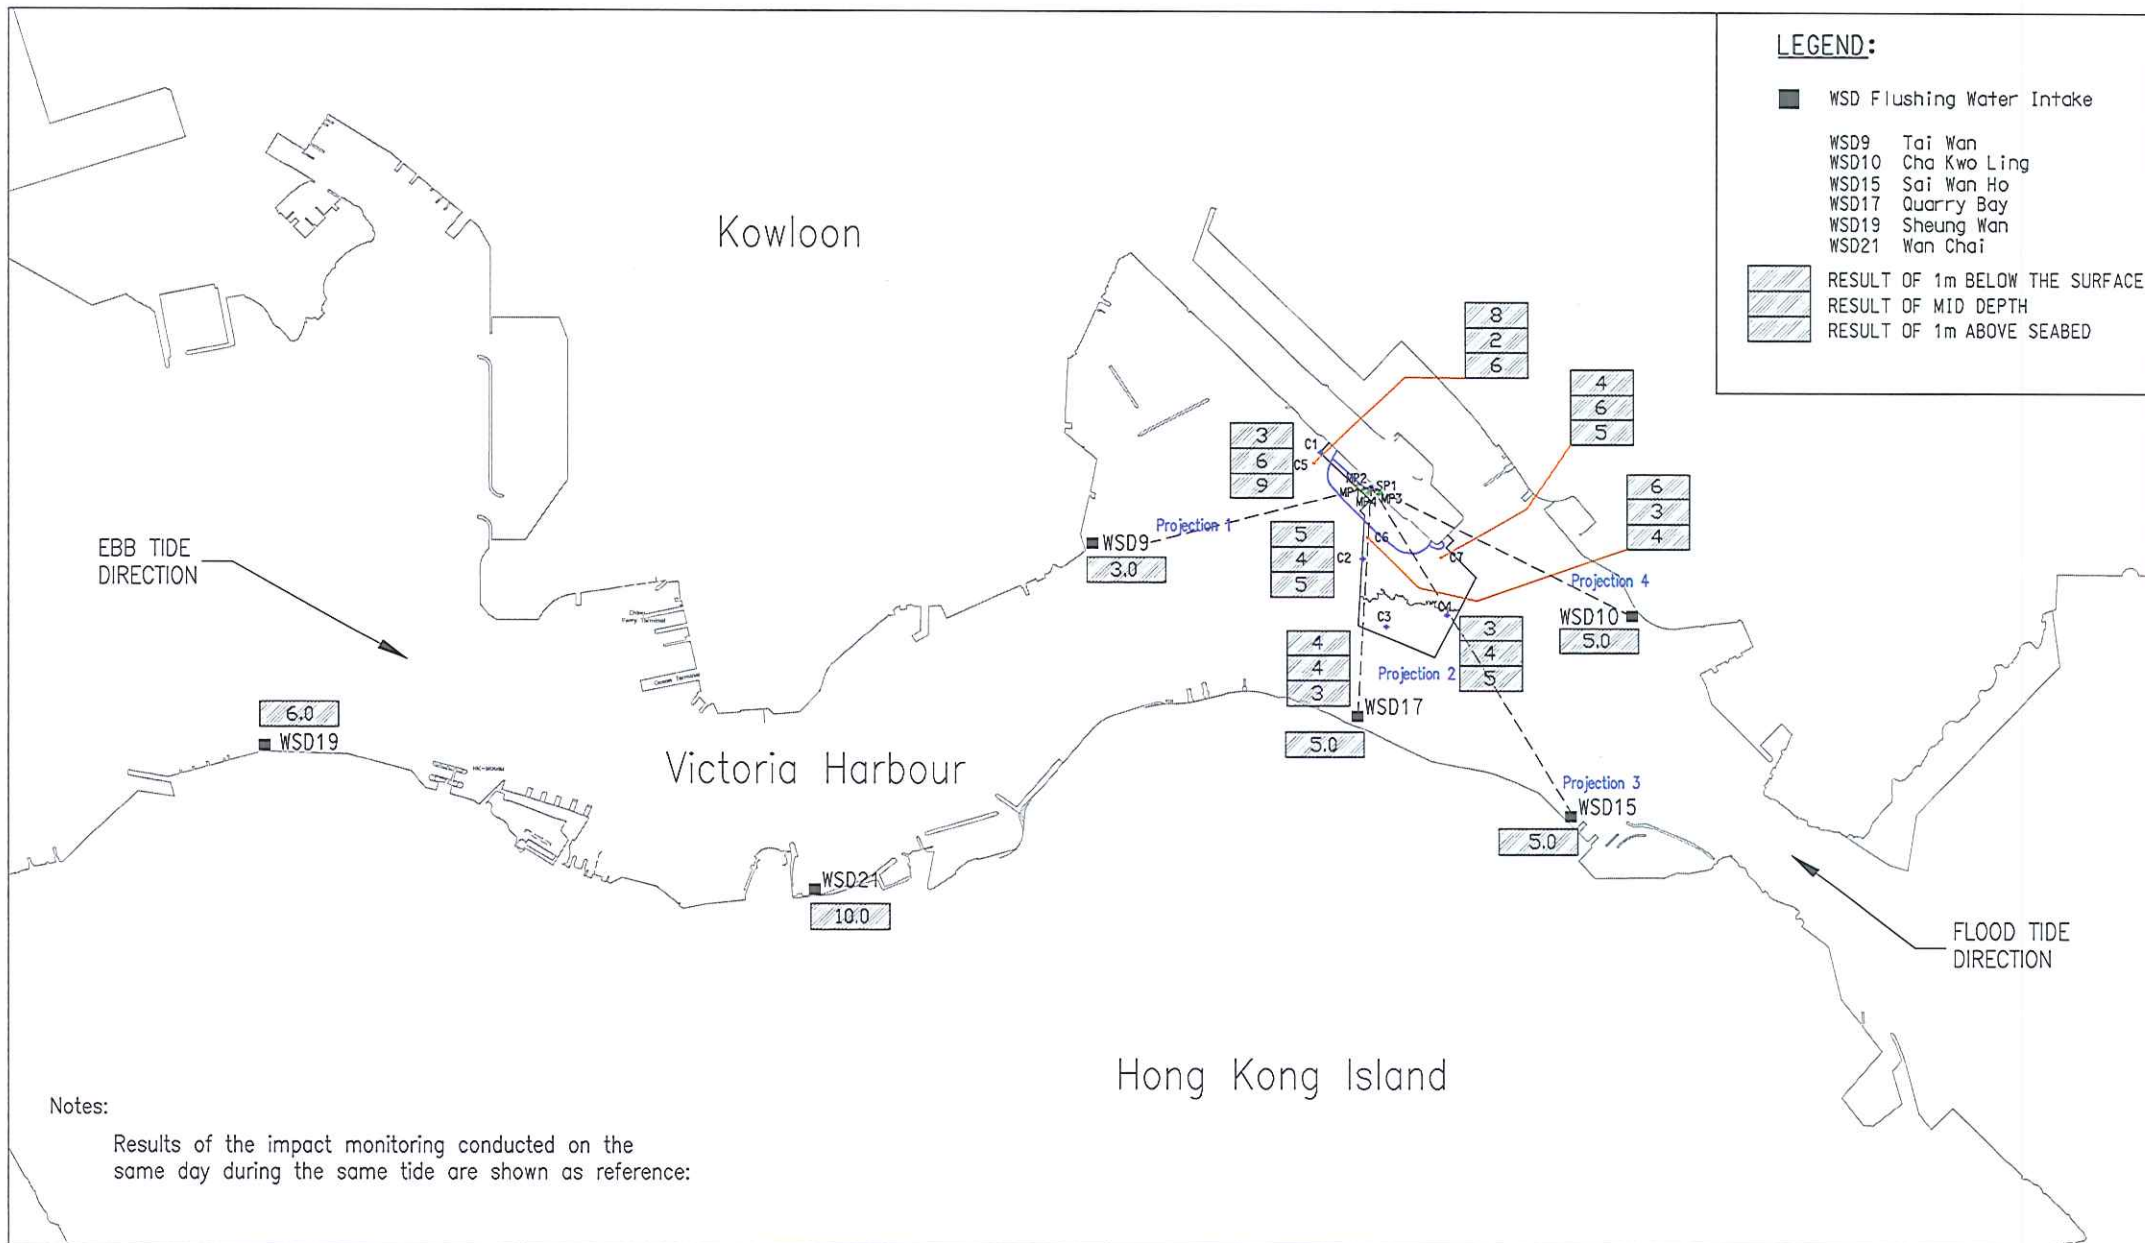 LEGEND:
WSD Flushing Water Intake
WSD9 Tai Wan
WSD10 Cha Kwo Ling
WSD15 Sai Wan Ho
WSD17 Quarry Bay
WSD19 Sheung Wan
WSD21 Wan Chai
RESULT OF 1m BELOW THE SURFACE
RESULT OF MID DEPTH
RESULT OF 1m ABOVE SEABED
Kowloon
8
2
6
4
6
5
3
6
9
C1
C5
MP2
SP1
MP3
MP4
6
3
4
Projection 1
WSD9
3.0
5
4
5
C2
C6
C7
C3
C4
Projection 4
WSD10
5.0
EBB TIDE
DIRECTION
Ferry Terminal
Ocean Terminal
3
4
5
4
4
3
Projection 2
WSD17
5.0
6.0
WSD19
Victoria Harbour
Projection 3
WSD15
5.0
WSD21
10.0
FLOOD TIDE
DIRECTION
Hong Kong Island
Notes:
Results of the impact monitoring conducted on the
same day during the same tide are shown as reference: